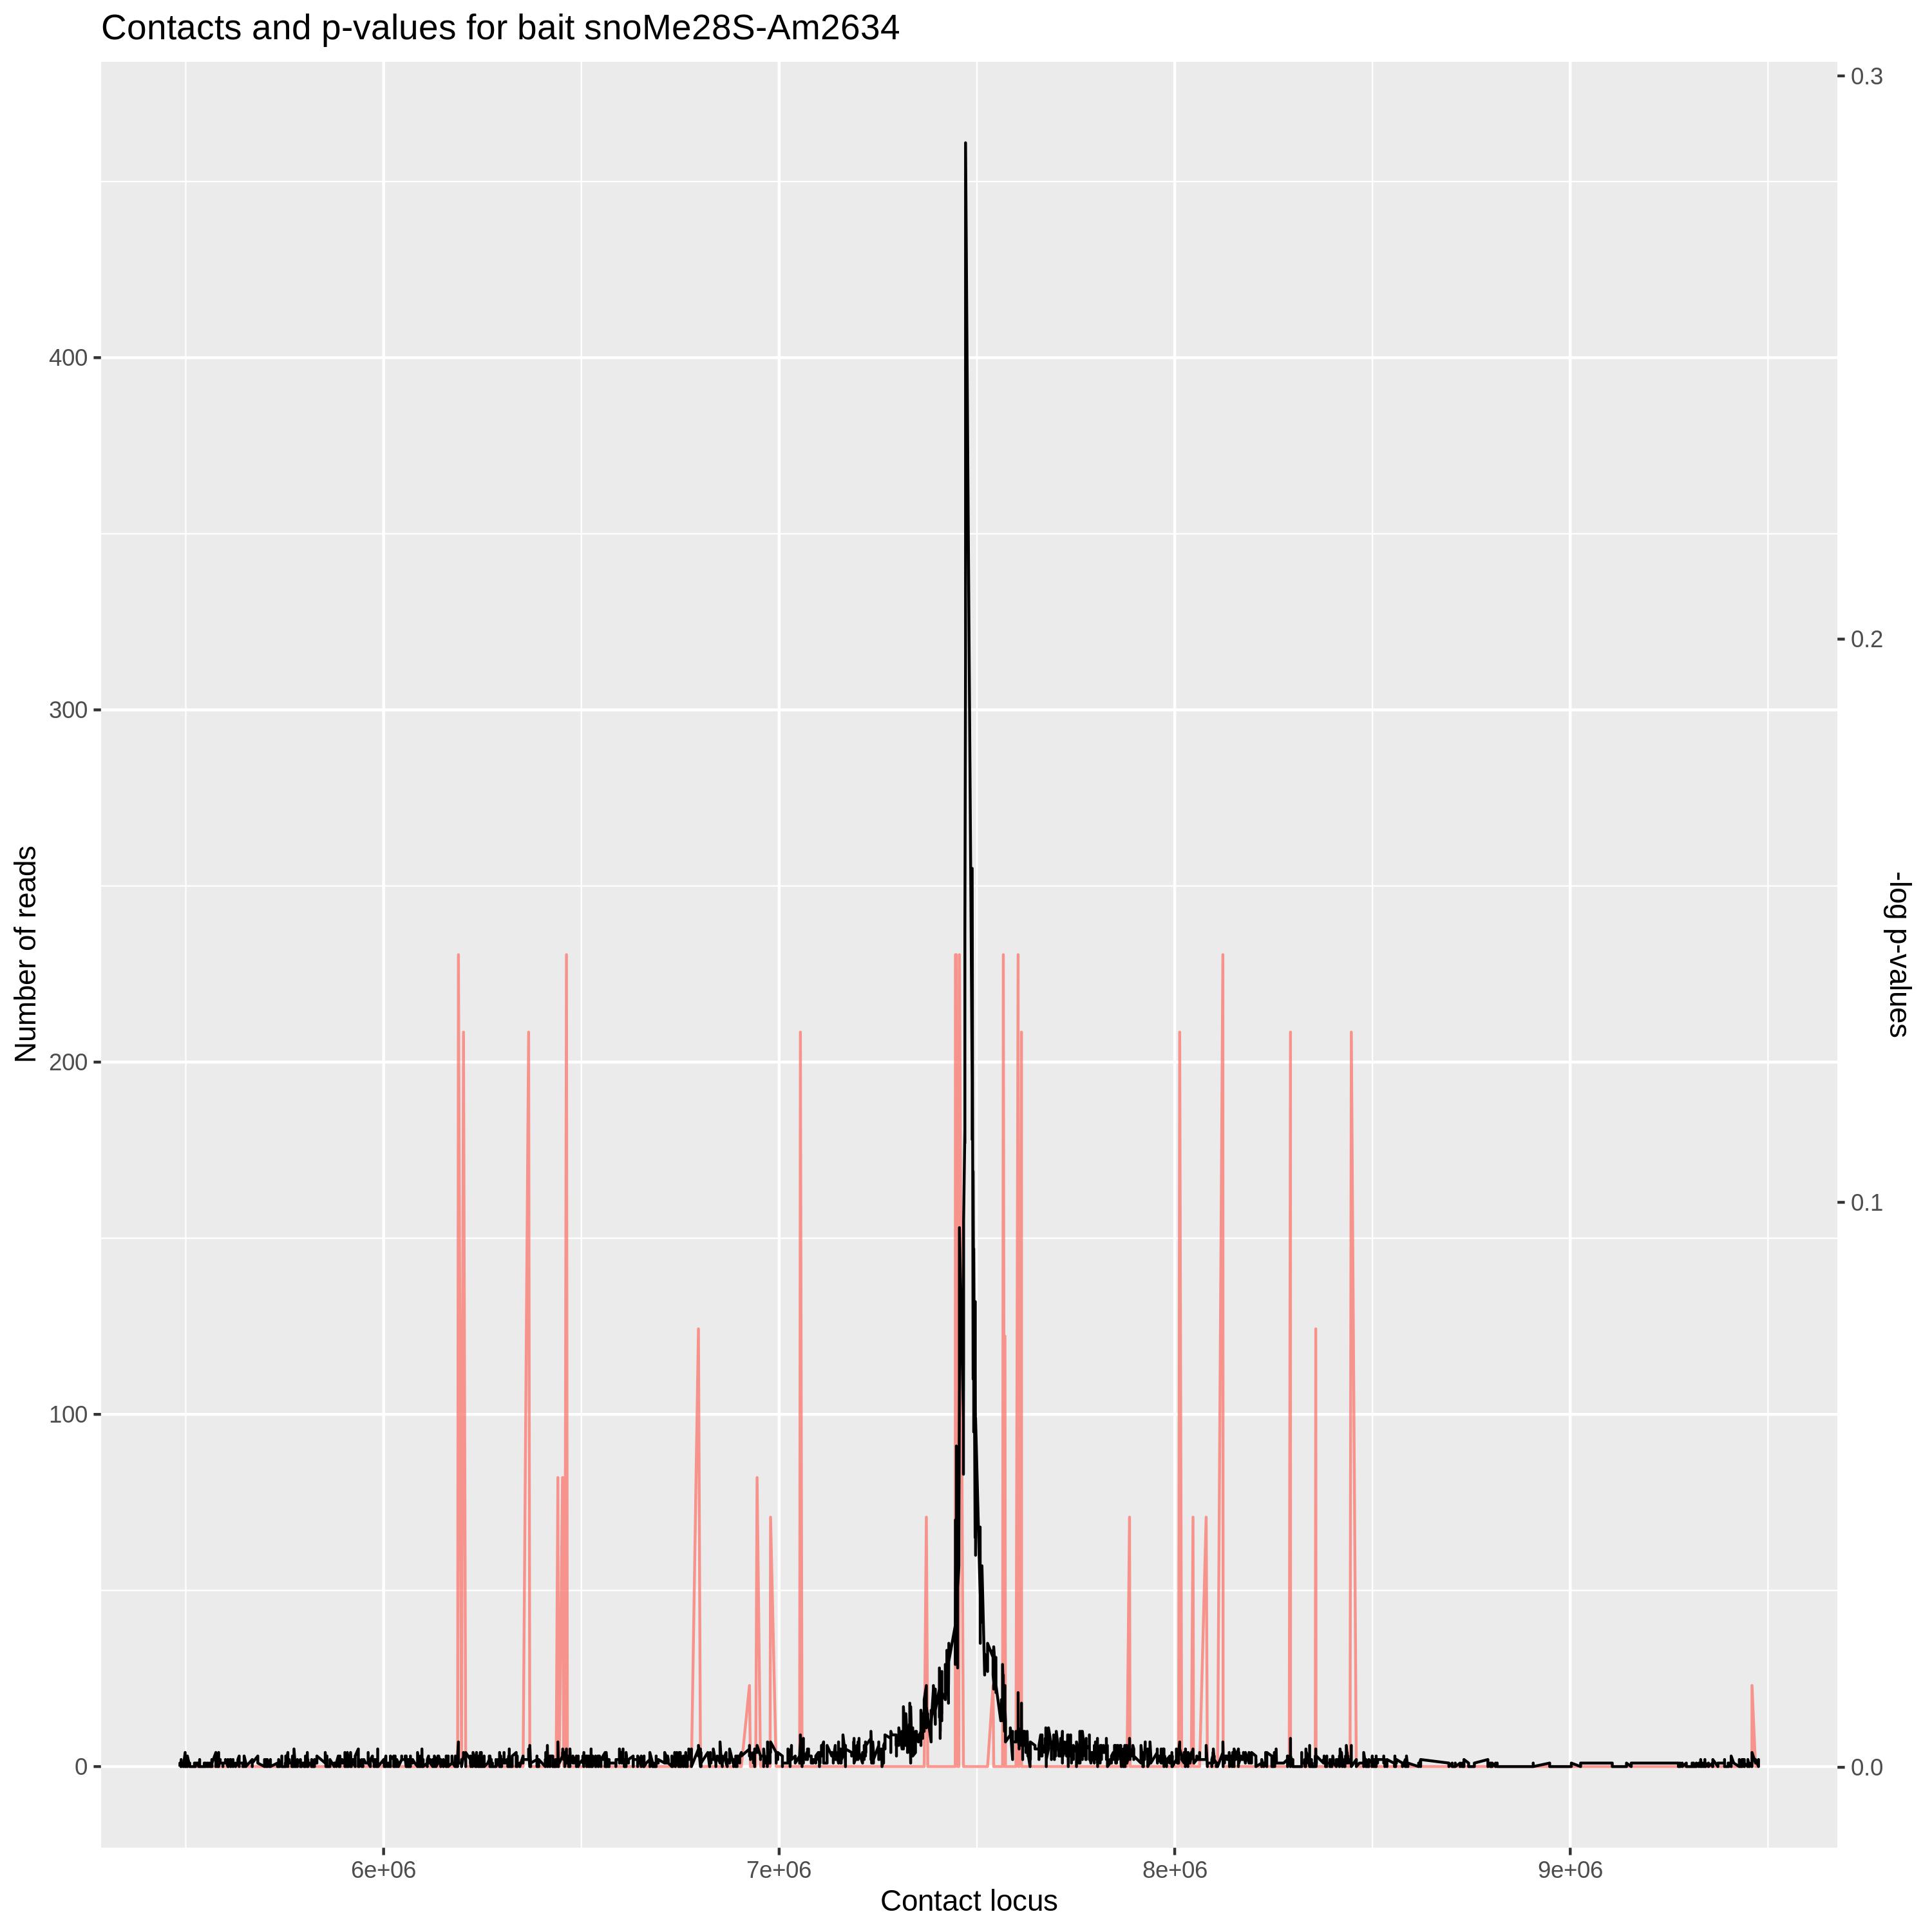 Contacts and p-values for bait snoMe28S-Am2634
Number of reads
400
300
200
100
0
0.3
0.2
0.1
0.0
-log p-values
6e+06 7e+06 8e+06 9e+06
Contact locus